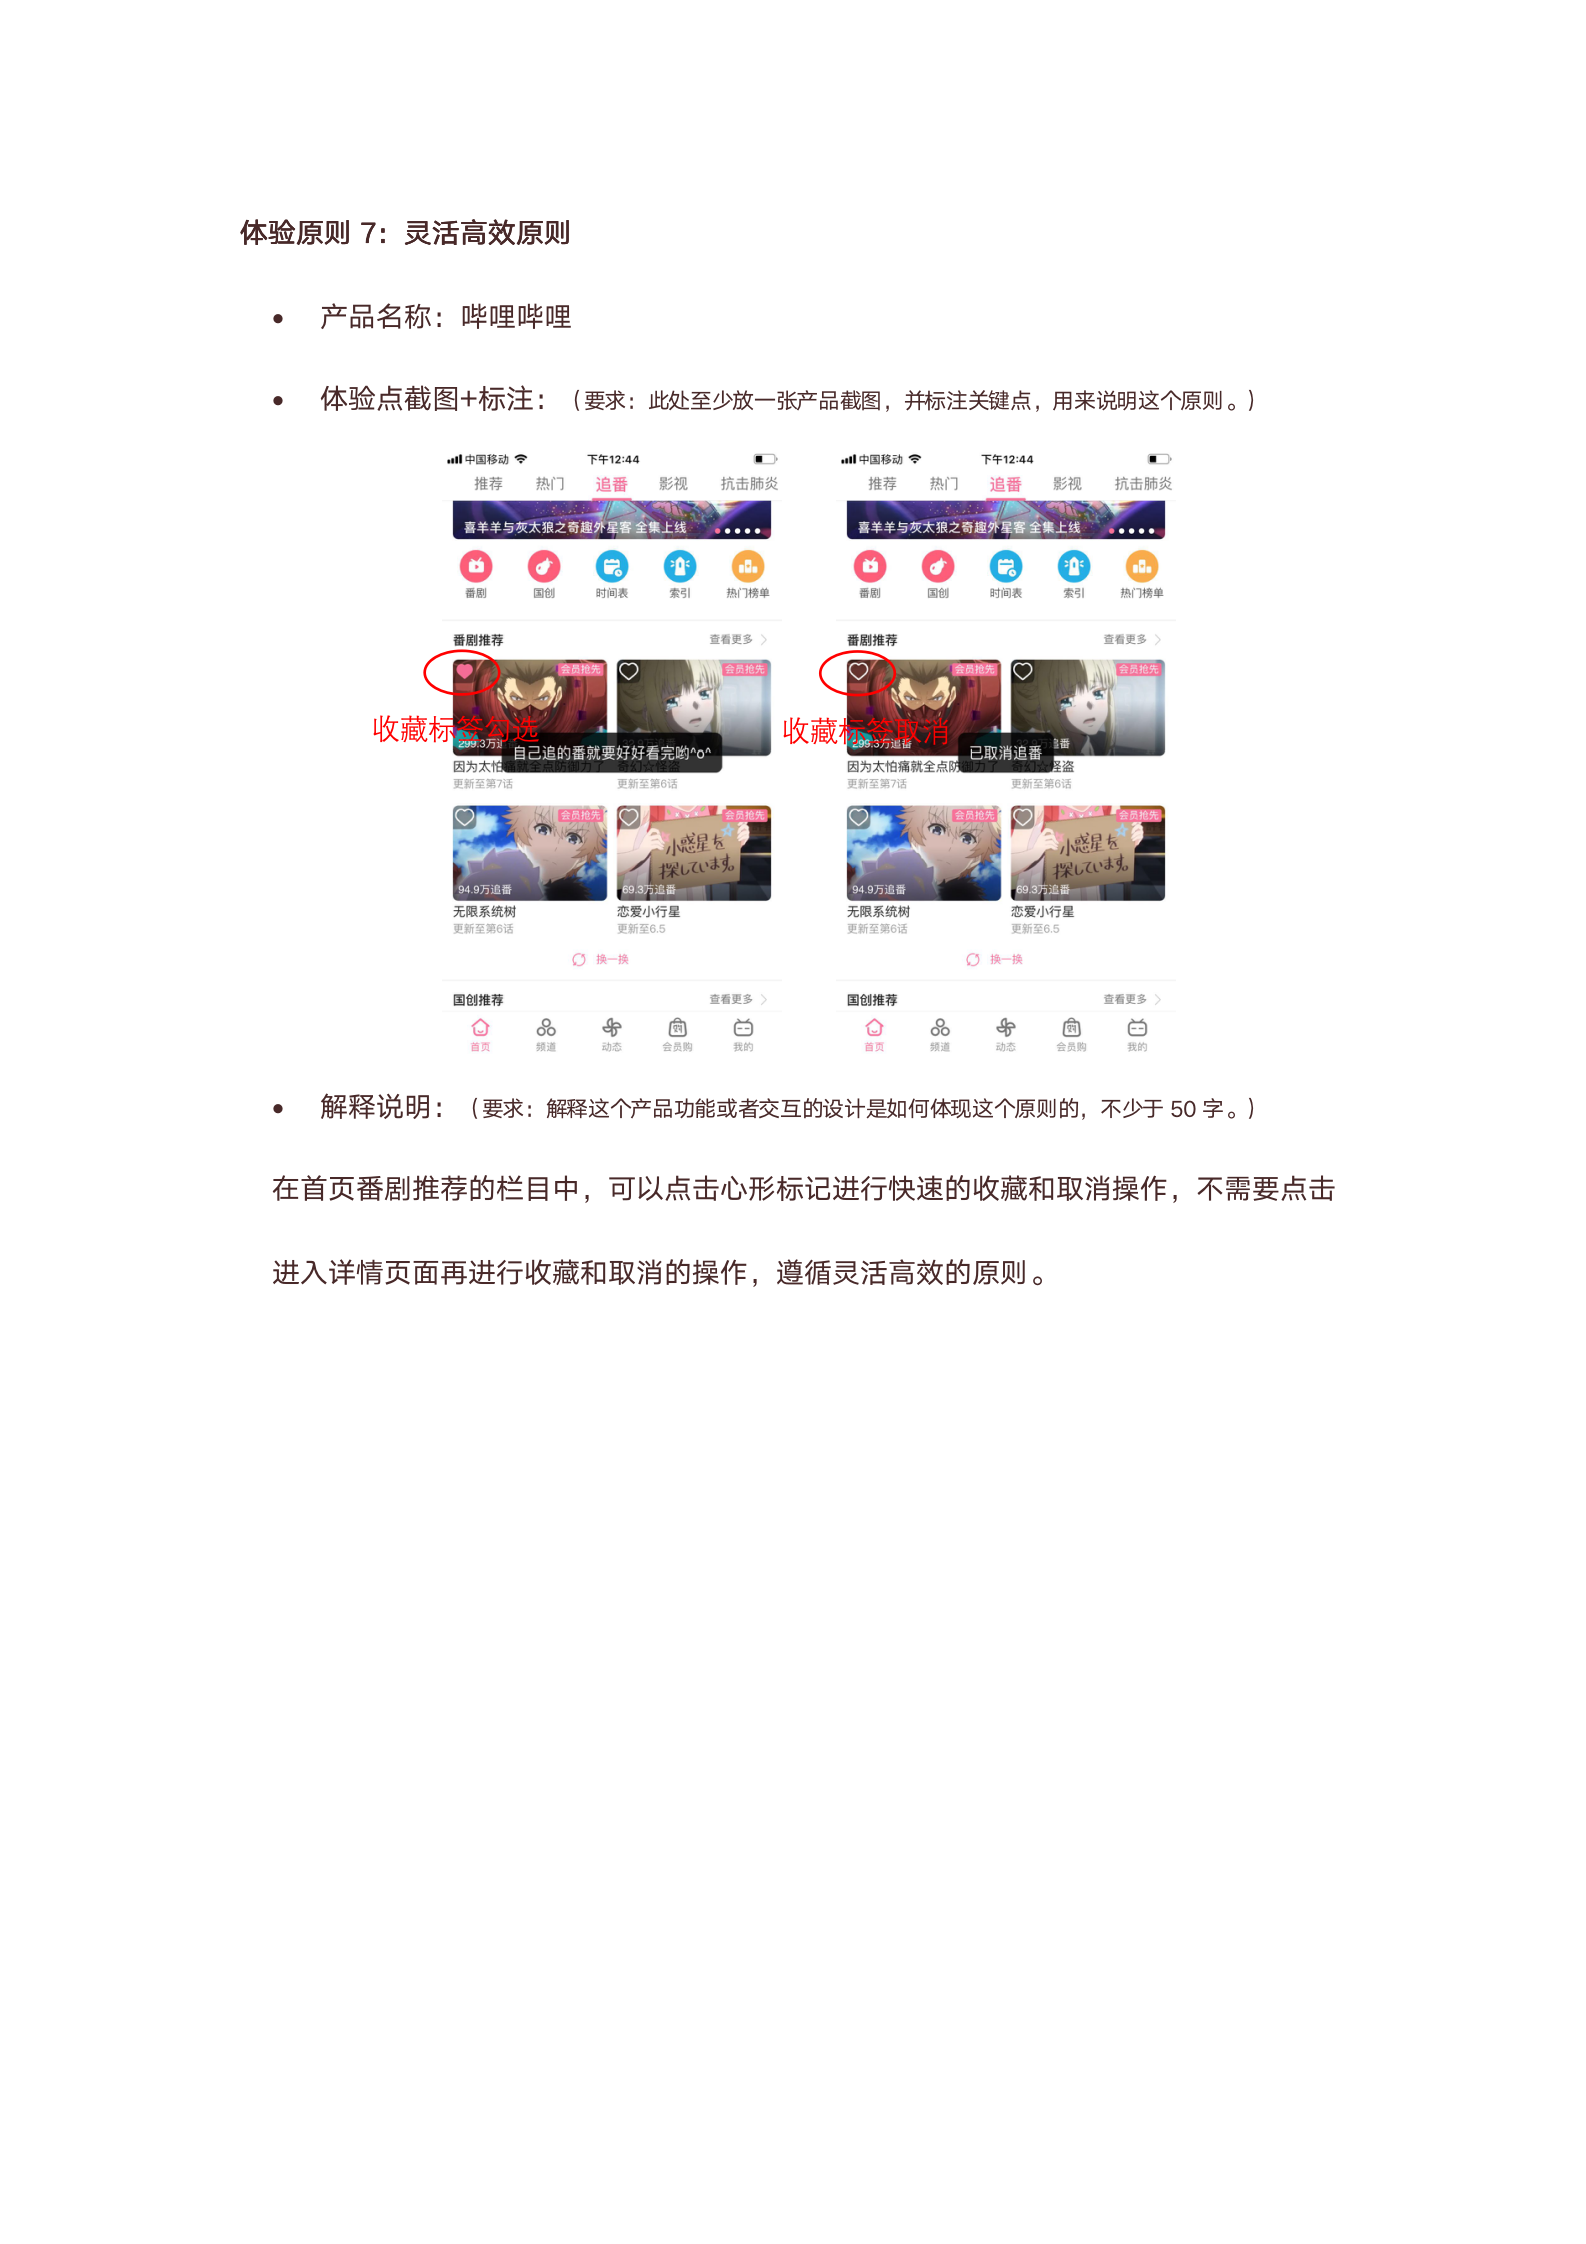 体验原则 7：灵活高效原则
• 产品名称：哔哩哔哩
• 体验点截图+标注：（要求：此处至少放一张产品截图，并标注关键点，用来说明这个原则。）
中国移动 下午12:44
推荐 热门 追番 影视 抗击肺炎
喜羊羊与灰太狼之奇趣外星客 全集上线
番剧 国创 时间表 索引 热门榜单
番剧推荐 查看更多
会员抢先 会员抢先
收藏标签勾选
299.3万追番
自己追的番就要好好看完哟^o^
因为太怕痛就全点防御力了
更新至第7话 更新至第6话
会员抢先 会员抢先
小惑星を
探しています。
94.9万追番 69.3万追番
无限系统树 恋爱小行星
更新至第6话 更新至6.5
换一换
国创推荐 查看更多
首页 频道 动态 会员购 我的
中国移动 下午12:44
推荐 热门 追番 影视 抗击肺炎
喜羊羊与灰太狼之奇趣外星客 全集上线
番剧 国创 时间表 索引 热门榜单
番剧推荐 查看更多
会员抢先 会员抢先
收藏标签取消
万追番 追番
已取消追番
因为太怕痛就全点防御力了 奇幻☆怪盗
更新至第7话 更新至第6话
会员抢先 会员抢先
小惑星を
探しています。
94.9万追番 69.3万追番
无限系统树 恋爱小行星
更新至第6话 更新至6.5
换一换
国创推荐 查看更多
首页 频道 动态 会员购 我的
• 解释说明：（要求：解释这个产品功能或者交互的设计是如何体现这个原则的，不少于 50 字。）
在首页番剧推荐的栏目中，可以点击心形标记进行快速的收藏和取消操作，不需要点击
进入详情页面再进行收藏和取消的操作，遵循灵活高效的原则。